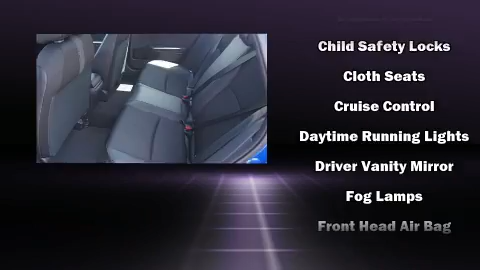 Child Safety Locks
Cloth Seats
Cruise Control
Daytime Running Lights
Driver Vanity Mirror
Fog Lamps
Front Head Air Bag